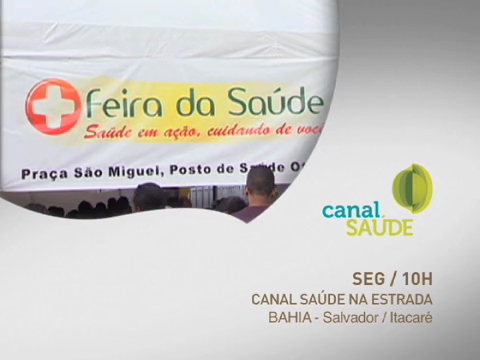 Feira da Saúde
Saúde em ação, cuidando de você
Praça São Miguel, Posto de Saúde
canal
SAÚDE
SEG / 10H
CANAL SAÚDE NA ESTRADA
BAHIA - Salvador / Itacaré